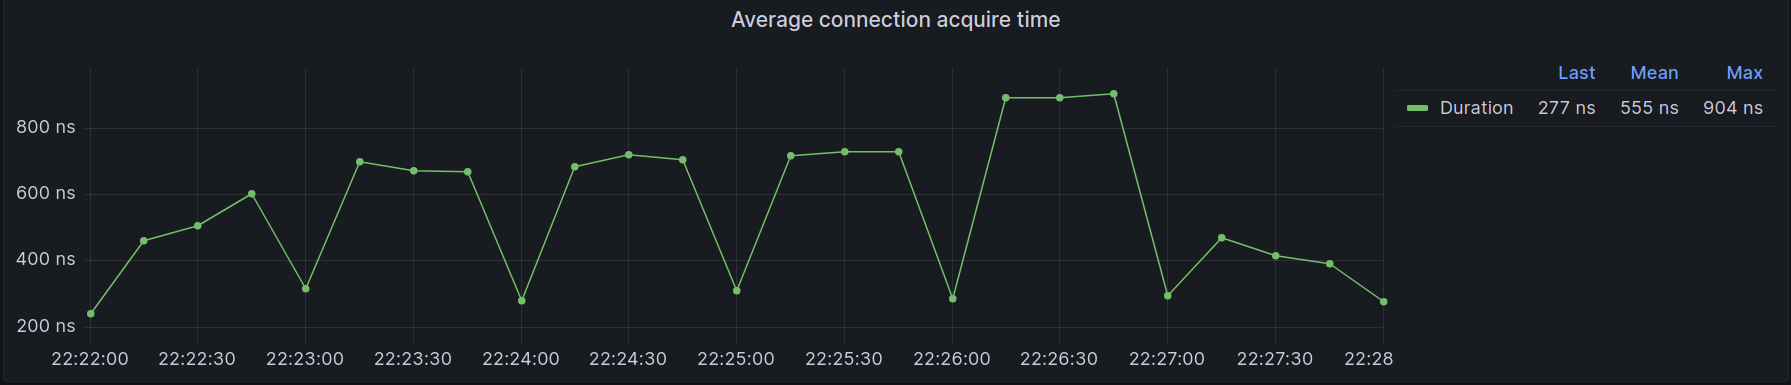 Average connection acquire time
Last Mean Max
Duration 277 ns 555 ns 904 ns
800 ns
600 ns
400 ns
200 ns
22:22:00 22:22:30 22:23:00 22:23:30 22:24:00 22:24:30 22:25:00 22:25:30 22:26:00 22:26:30 22:27:00 22:27:30 22:28